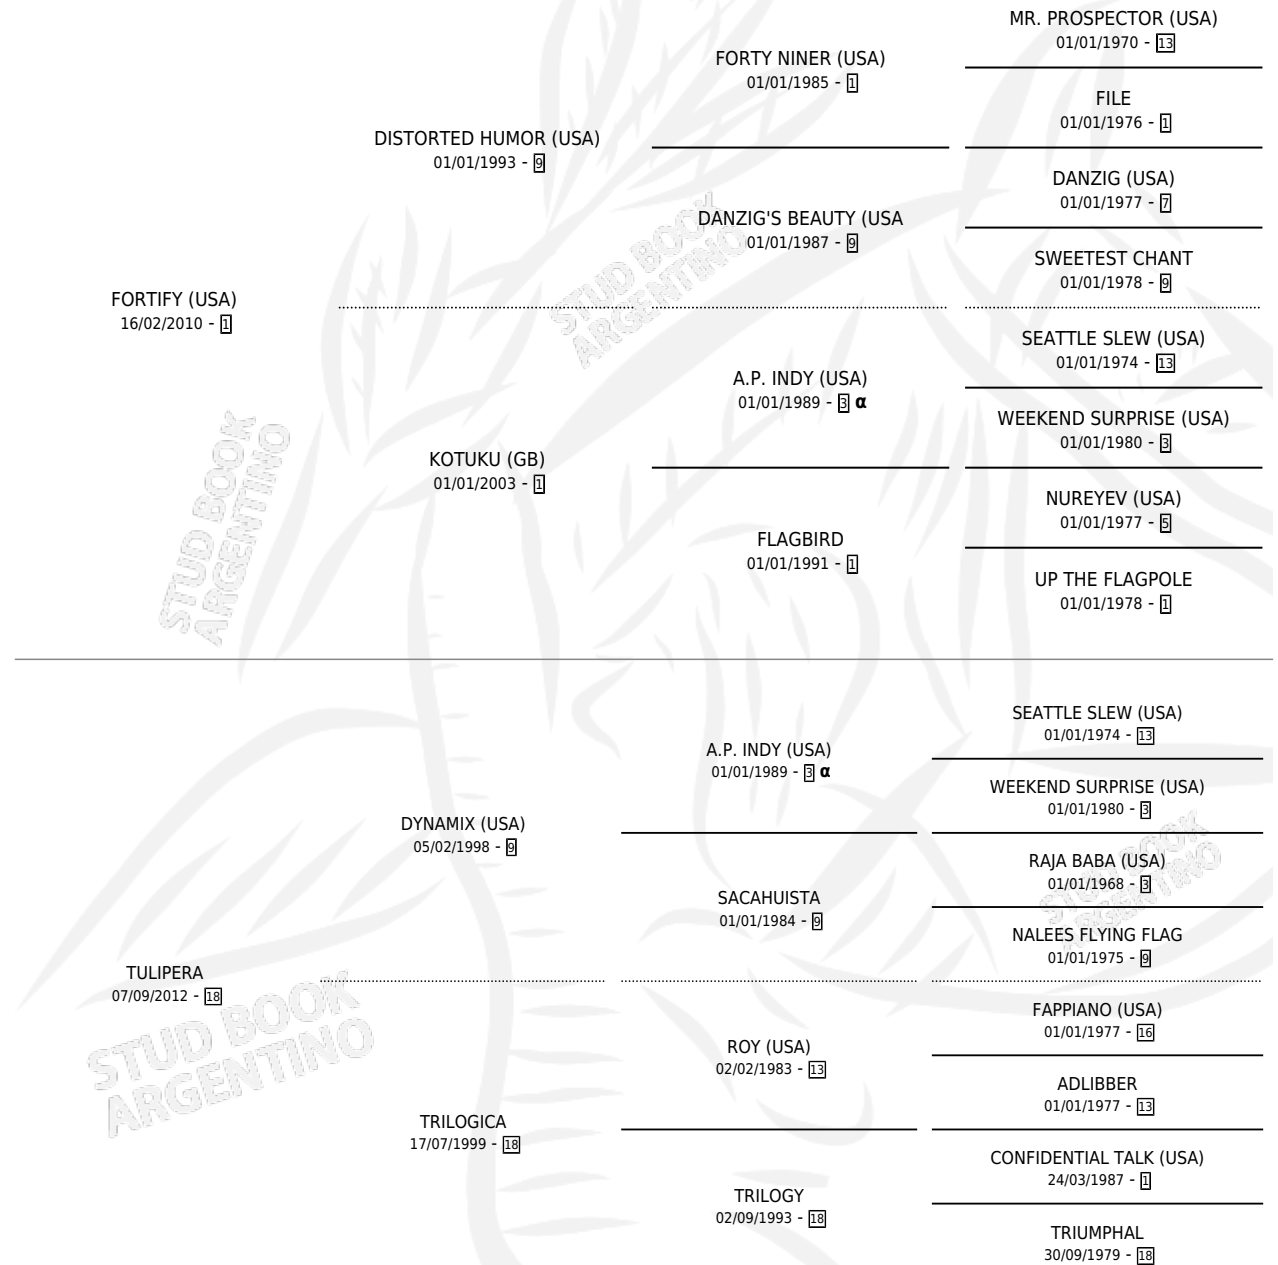 MR. PROSPECTOR (USA)
01/01/1970 - 13
FORTY NINER (USA)
01/01/1985 - 1
FILE
01/01/1976 - 1
DISTORTED HUMOR (USA)
01/01/1993 - 9
DANZIG (USA)
01/01/1977 - 7
DANZIG'S BEAUTY (USA
01/01/1987 - 9
SWEETEST CHANT
01/01/1978 - 9
STUD BOOK
ARGENTINO
FORTIFY (USA)
16/02/2010 - 1
SEATTLE SLEW (USA)
01/01/1974 - 13
A.P. INDY (USA)
01/01/1989 - 3 α
WEEKEND SURPRISE (USA)
01/01/1980 - 3
KOTUKU (GB)
01/01/2003 - 1
NUREYEV (USA)
01/01/1977 - 5
FLAGBIRD
01/01/1991 - 1
UP THE FLAGPOLE
01/01/1978 - 1
STUD BOOK
ARGENTINO
SEATTLE SLEW (USA)
01/01/1974 - 13
A.P. INDY (USA)
01/01/1989 - 3 α
WEEKEND SURPRISE (USA)
01/01/1980 - 3
DYNAMIX (USA)
05/02/1998 - 9
RAJA BABA (USA)
01/01/1968 - 3
SACAHUISTA
01/01/1984 - 9
NALEES FLYING FLAG
01/01/1975 - 9
STUD BOOK
ARGENTINO
TULIPERA
07/09/2012 - 18
FAPPIANO (USA)
01/01/1977 - 16
ROY (USA)
02/02/1983 - 13
ADLIBBER
01/01/1977 - 13
STUD BOOK
ARGENTINO
TRILOGICA
17/07/1999 - 18
CONFIDENTIAL TALK (USA)
24/03/1987 - 1
TRILOGY
02/09/1993 - 18
TRIUMPHAL
30/09/1979 - 18